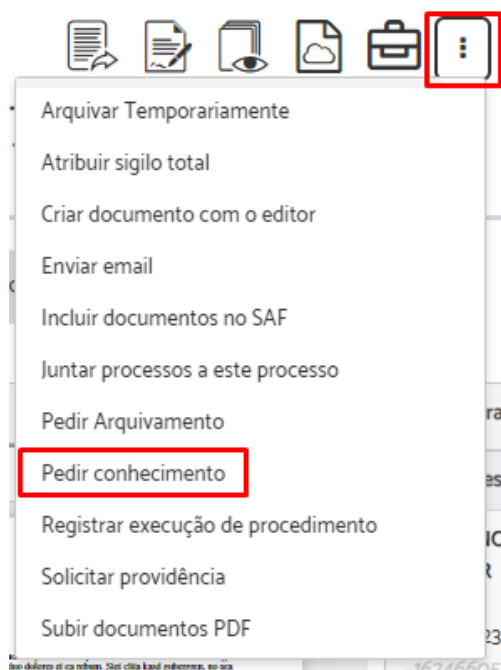 Arquivar Temporariamente
Atribuir sigilo total
Criar documento com o editor
Enviar email
Incluir documentos no SAF
Juntar processos a este processo
Pedir Arquivamento
Pedir conhecimento
Registrar execução de procedimento
Solicitar providência
Subir documentos PDF